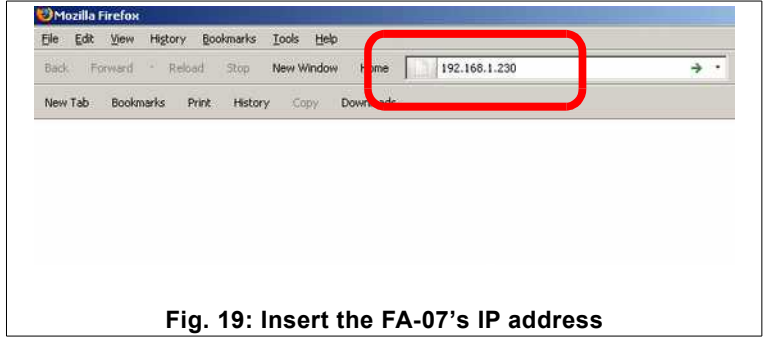 Mozilla Firefox
File Edit View History Bookmarks Tools Help
Back Forward Reload Stop New Window Home 192.168.1.230
New Tab Bookmarks Print History Copy Downloads
Fig. 19: Insert the FA-07's IP address